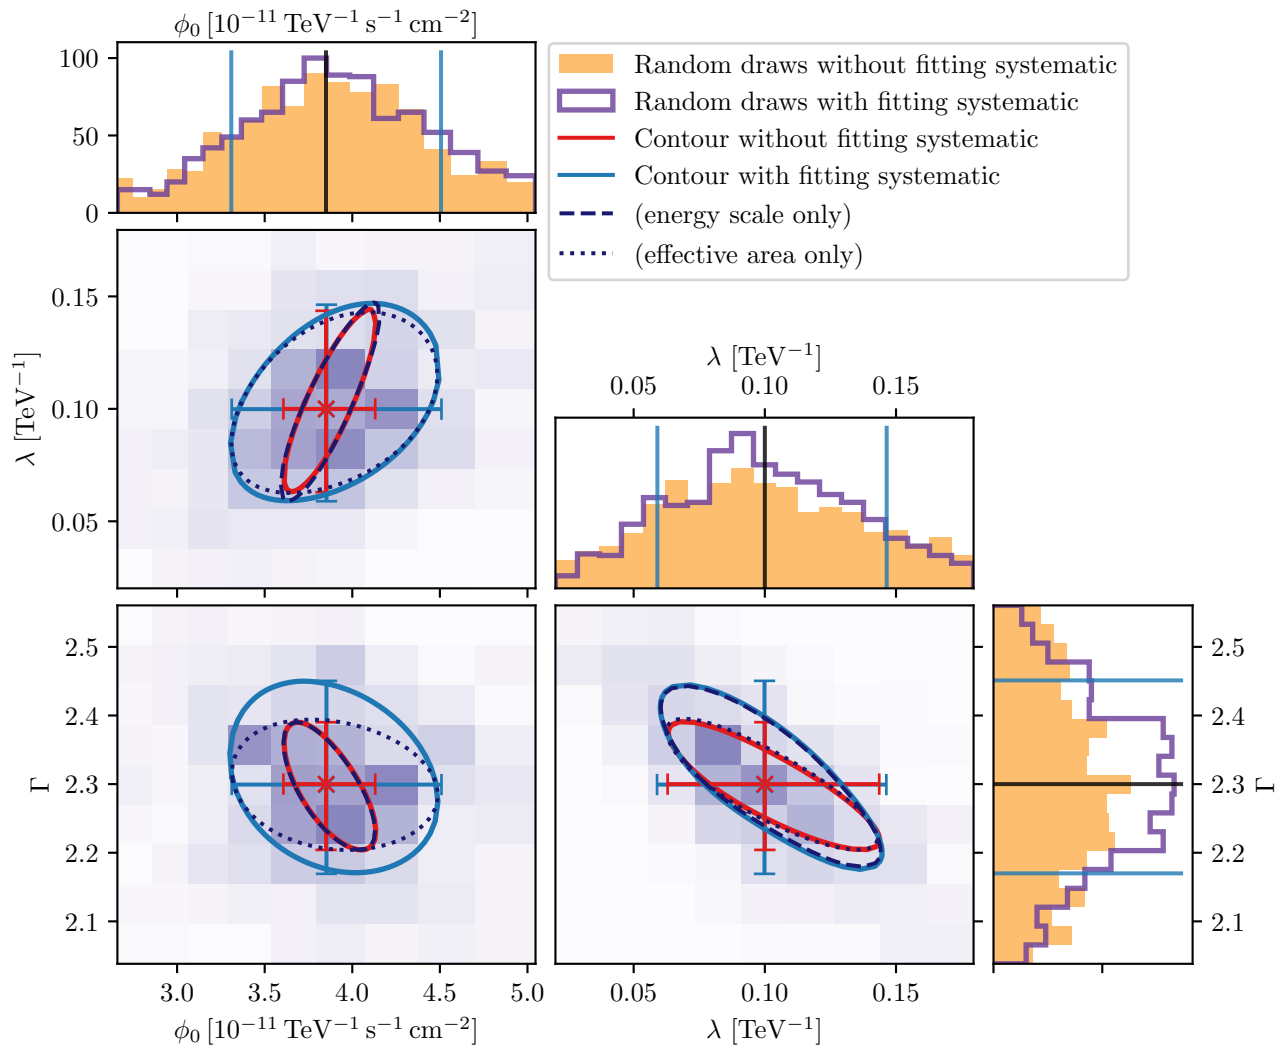 ϕ₀ [10⁻¹¹ TeV⁻¹ s⁻¹ cm⁻²]
100
50
0
Random draws without fitting systematic
Random draws with fitting systematic
Contour without fitting systematic
Contour with fitting systematic
(energy scale only)
(effective area only)
λ [TeV⁻¹]
0.15
0.10
0.05
λ [TeV⁻¹]
0.05 0.10 0.15
Γ
2.5
2.4
2.3
2.2
2.1
2.5
2.4
2.3
2.2
2.1
Γ
3.0 3.5 4.0 4.5 5.0
ϕ₀ [10⁻¹¹ TeV⁻¹ s⁻¹ cm⁻²]
0.05 0.10 0.15
λ [TeV⁻¹]